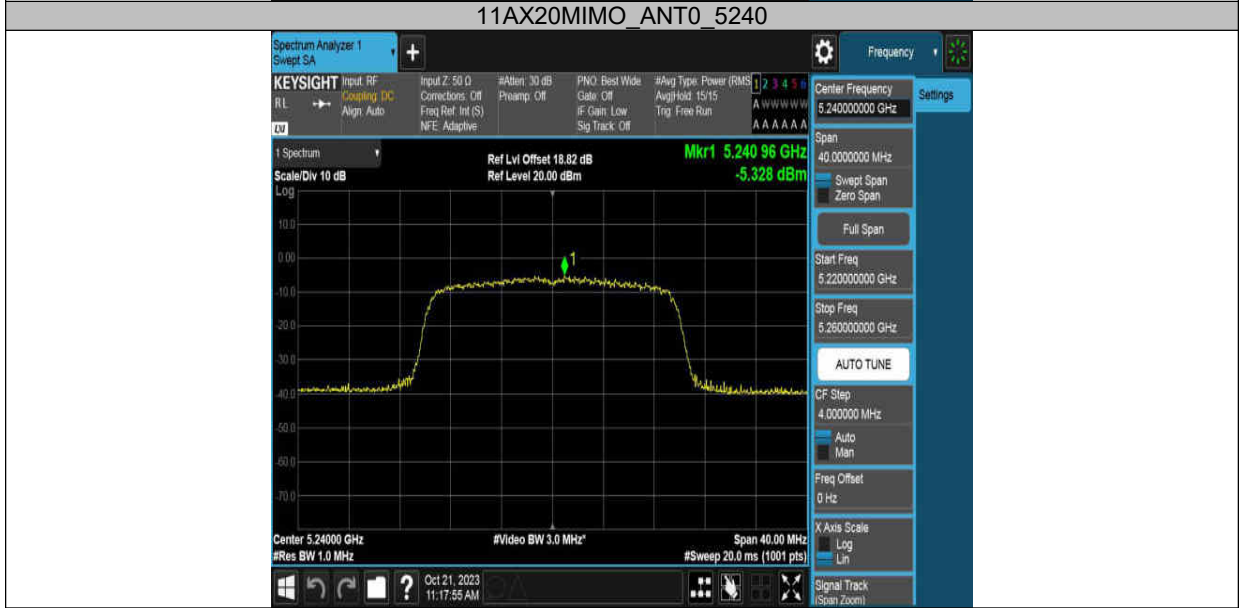 11AX20MIMO_ANT0_5240
Spectrum Analyzer 1
Swept SA
Frequency
KEYSIGHT
RL
Input: RF
Coupling: DC
Align: Auto
Input Z: 50 Ω
Corrections: Off
Freq Ref: Int (S)
NFE: Adaptive
#Atten: 30 dB
Preamp: Off
PNO: Best Wide
Gate: Off
IF Gain: Low
Sig Track: Off
#Avg Type: Power (RMS
Avg|Hold: 15/15
Trig: Free Run
1 2 3 4 5 6
A W W W W W
A A A A A A
1 Spectrum
Scale/Div 10 dB
Ref Lvl Offset 18.82 dB
Ref Level 20.00 dBm
Mkr1 5.240 96 GHz
-5.328 dBm
Log
10.0
0.00
-10.0
-20.0
-30.0
-40.0
-50.0
-60.0
-70.0
1
Center 5.24000 GHz
#Res BW 1.0 MHz
#Video BW 3.0 MHz*
Span 40.00 MHz
#Sweep 20.0 ms (1001 pts)
Oct 21, 2023
11:17:55 AM
Settings
Center Frequency
5.240000000 GHz
Span
40.0000000 MHz
Swept Span
Zero Span
Full Span
Start Freq
5.220000000 GHz
Stop Freq
5.260000000 GHz
AUTO TUNE
CF Step
4.000000 MHz
Auto
Man
Freq Offset
0 Hz
X Axis Scale
Log
Lin
Signal Track
(Span Zoom)